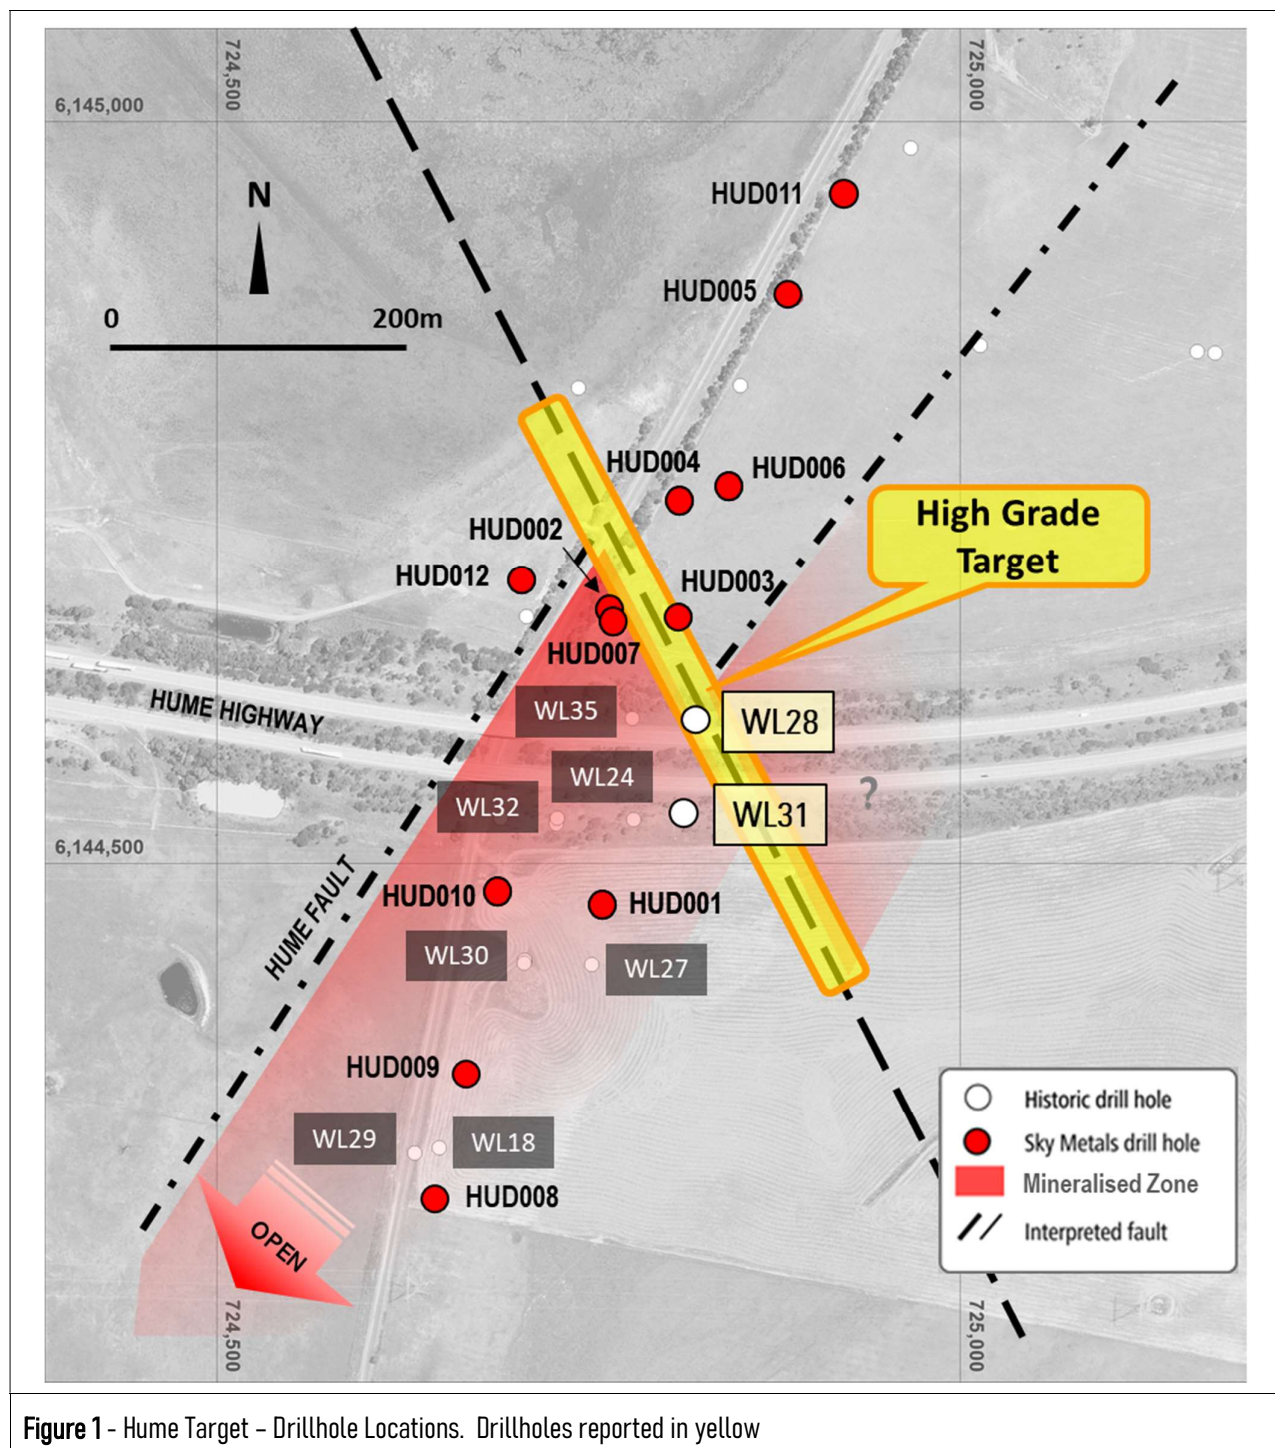 724,500
725,000
6,145,000
N
HUD011
HUD005
0
200m
HUD004
HUD006
High Grade
Target
HUD002
HUD012
HUD003
HUD007
HUME HIGHWAY
WL35
WL28
WL24
WL32
WL31
?
6,144,500
HUME FAULT
HUD010
HUD001
WL30
WL27
HUD009
WL29
WL18
HUD008
OPEN
Historic drill hole
Sky Metals drill hole
Mineralised Zone
Interpreted fault
724,500
725,000
Figure 1 - Hume Target – Drillhole Locations.  Drillholes reported in yellow